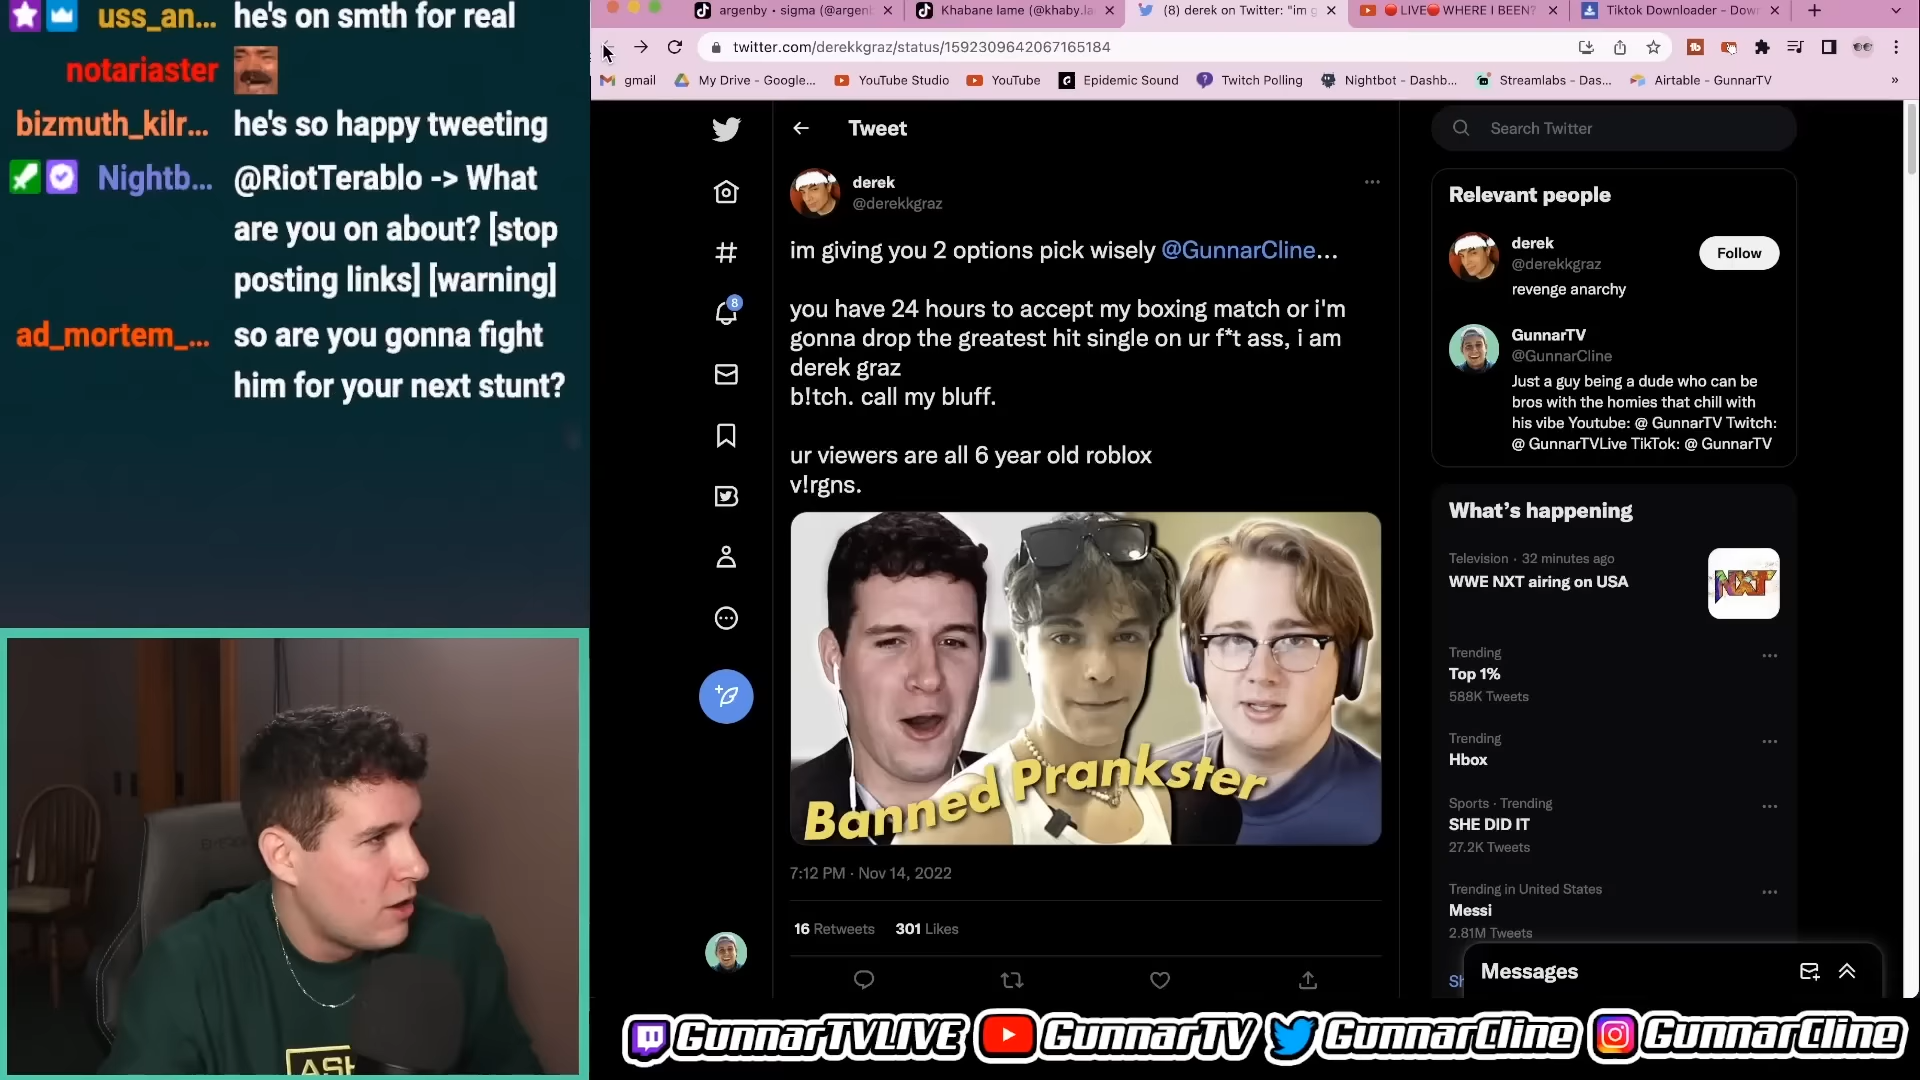 uss_an... he's on smth for real
notariaster
bizmuth_kilr... he's so happy tweeting
Nightb... @RiotTerablo -> What
are you on about? [stop
posting links] [warning]
ad_mortem_... so are you gonna fight
him for your next stunt?
argenby - sigma (@argenb
Khabane lame (@khaby.la
(8) derek on Twitter: "im g
LIVE WHERE I BEEN?
Tiktok Downloader - Dow
twitter.com/derekkgraz/status/1592309642067165184
gmail
My Drive - Google...
YouTube Studio
YouTube
Epidemic Sound
Twitch Polling
Nightbot - Dashb...
Streamlabs - Das...
Airtable - GunnarTV
»
Tweet
derek
@derekkgraz
im giving you 2 options pick wisely @GunnarCline...
you have 24 hours to accept my boxing match or i'm
gonna drop the greatest hit single on ur f*t ass, i am
derek graz
b!tch. call my bluff.
ur viewers are all 6 year old roblox
v!rgns.
Banned Prankster
7:12 PM · Nov 14, 2022
16 Retweets 301 Likes
8
Search Twitter
Relevant people
derek
@derekkgraz
Follow
revenge anarchy
GunnarTV
@GunnarCline
Just a guy being a dude who can be
bros with the homies that chill with
his vibe Youtube: @ GunnarTV Twitch:
@ GunnarTVLive TikTok: @ GunnarTV
What's happening
Television · 32 minutes ago
WWE NXT airing on USA
NXT
Trending
Top 1%
588K Tweets
Trending
Hbox
Sports · Trending
SHE DID IT
27.2K Tweets
Trending in United States
Messi
2.81M Tweets
Sh
Messages
GunnarTVLIVE GunnarTV GunnarCline GunnarCline